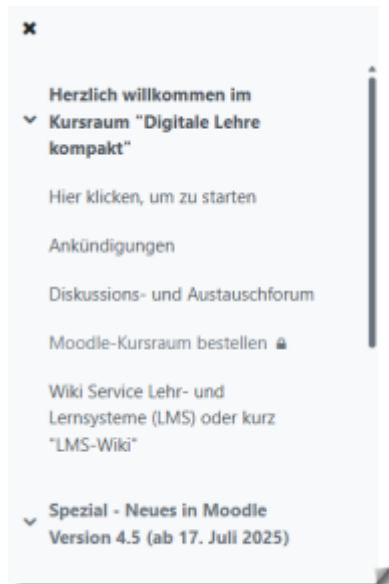 Herzlich willkommen im
Kursraum "Digitale Lehre
kompakt"
Hier klicken, um zu starten
Ankündigungen
Diskussions- und Austauschforum
Moodle-Kursraum bestellen
Wiki Service Lehr- und
Lernsysteme (LMS) oder kurz
"LMS-Wiki"
Spezial - Neues in Moodle
Version 4.5 (ab 17. Juli 2025)